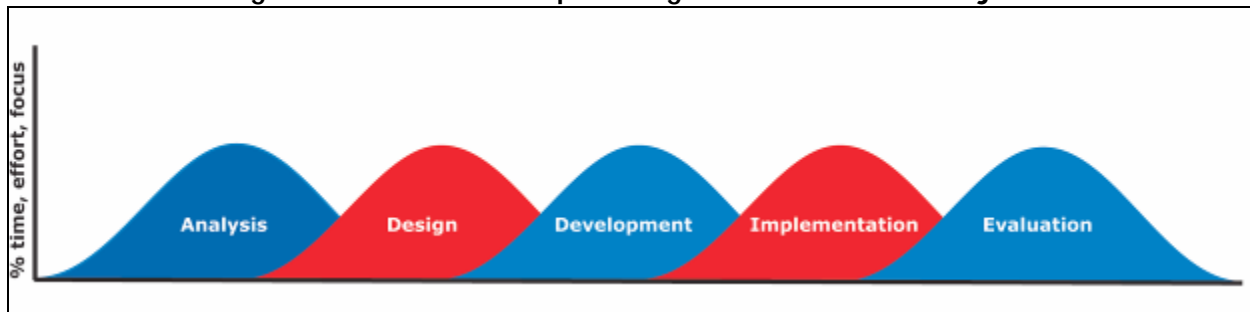 % time, effort, focus
Analysis
Design
Development
Implementation
Evaluation